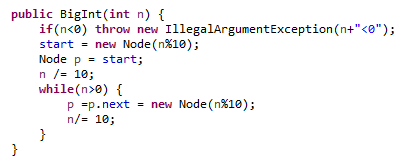 public BigInt(int n) {
if(n<0) throw new IllegalArgumentException(n+"<0");
start = new Node(n%10);
Node p = start;
n /= 10;
while(n>0) {
p =p.next = new Node(n%10);
n/= 10;
}
}